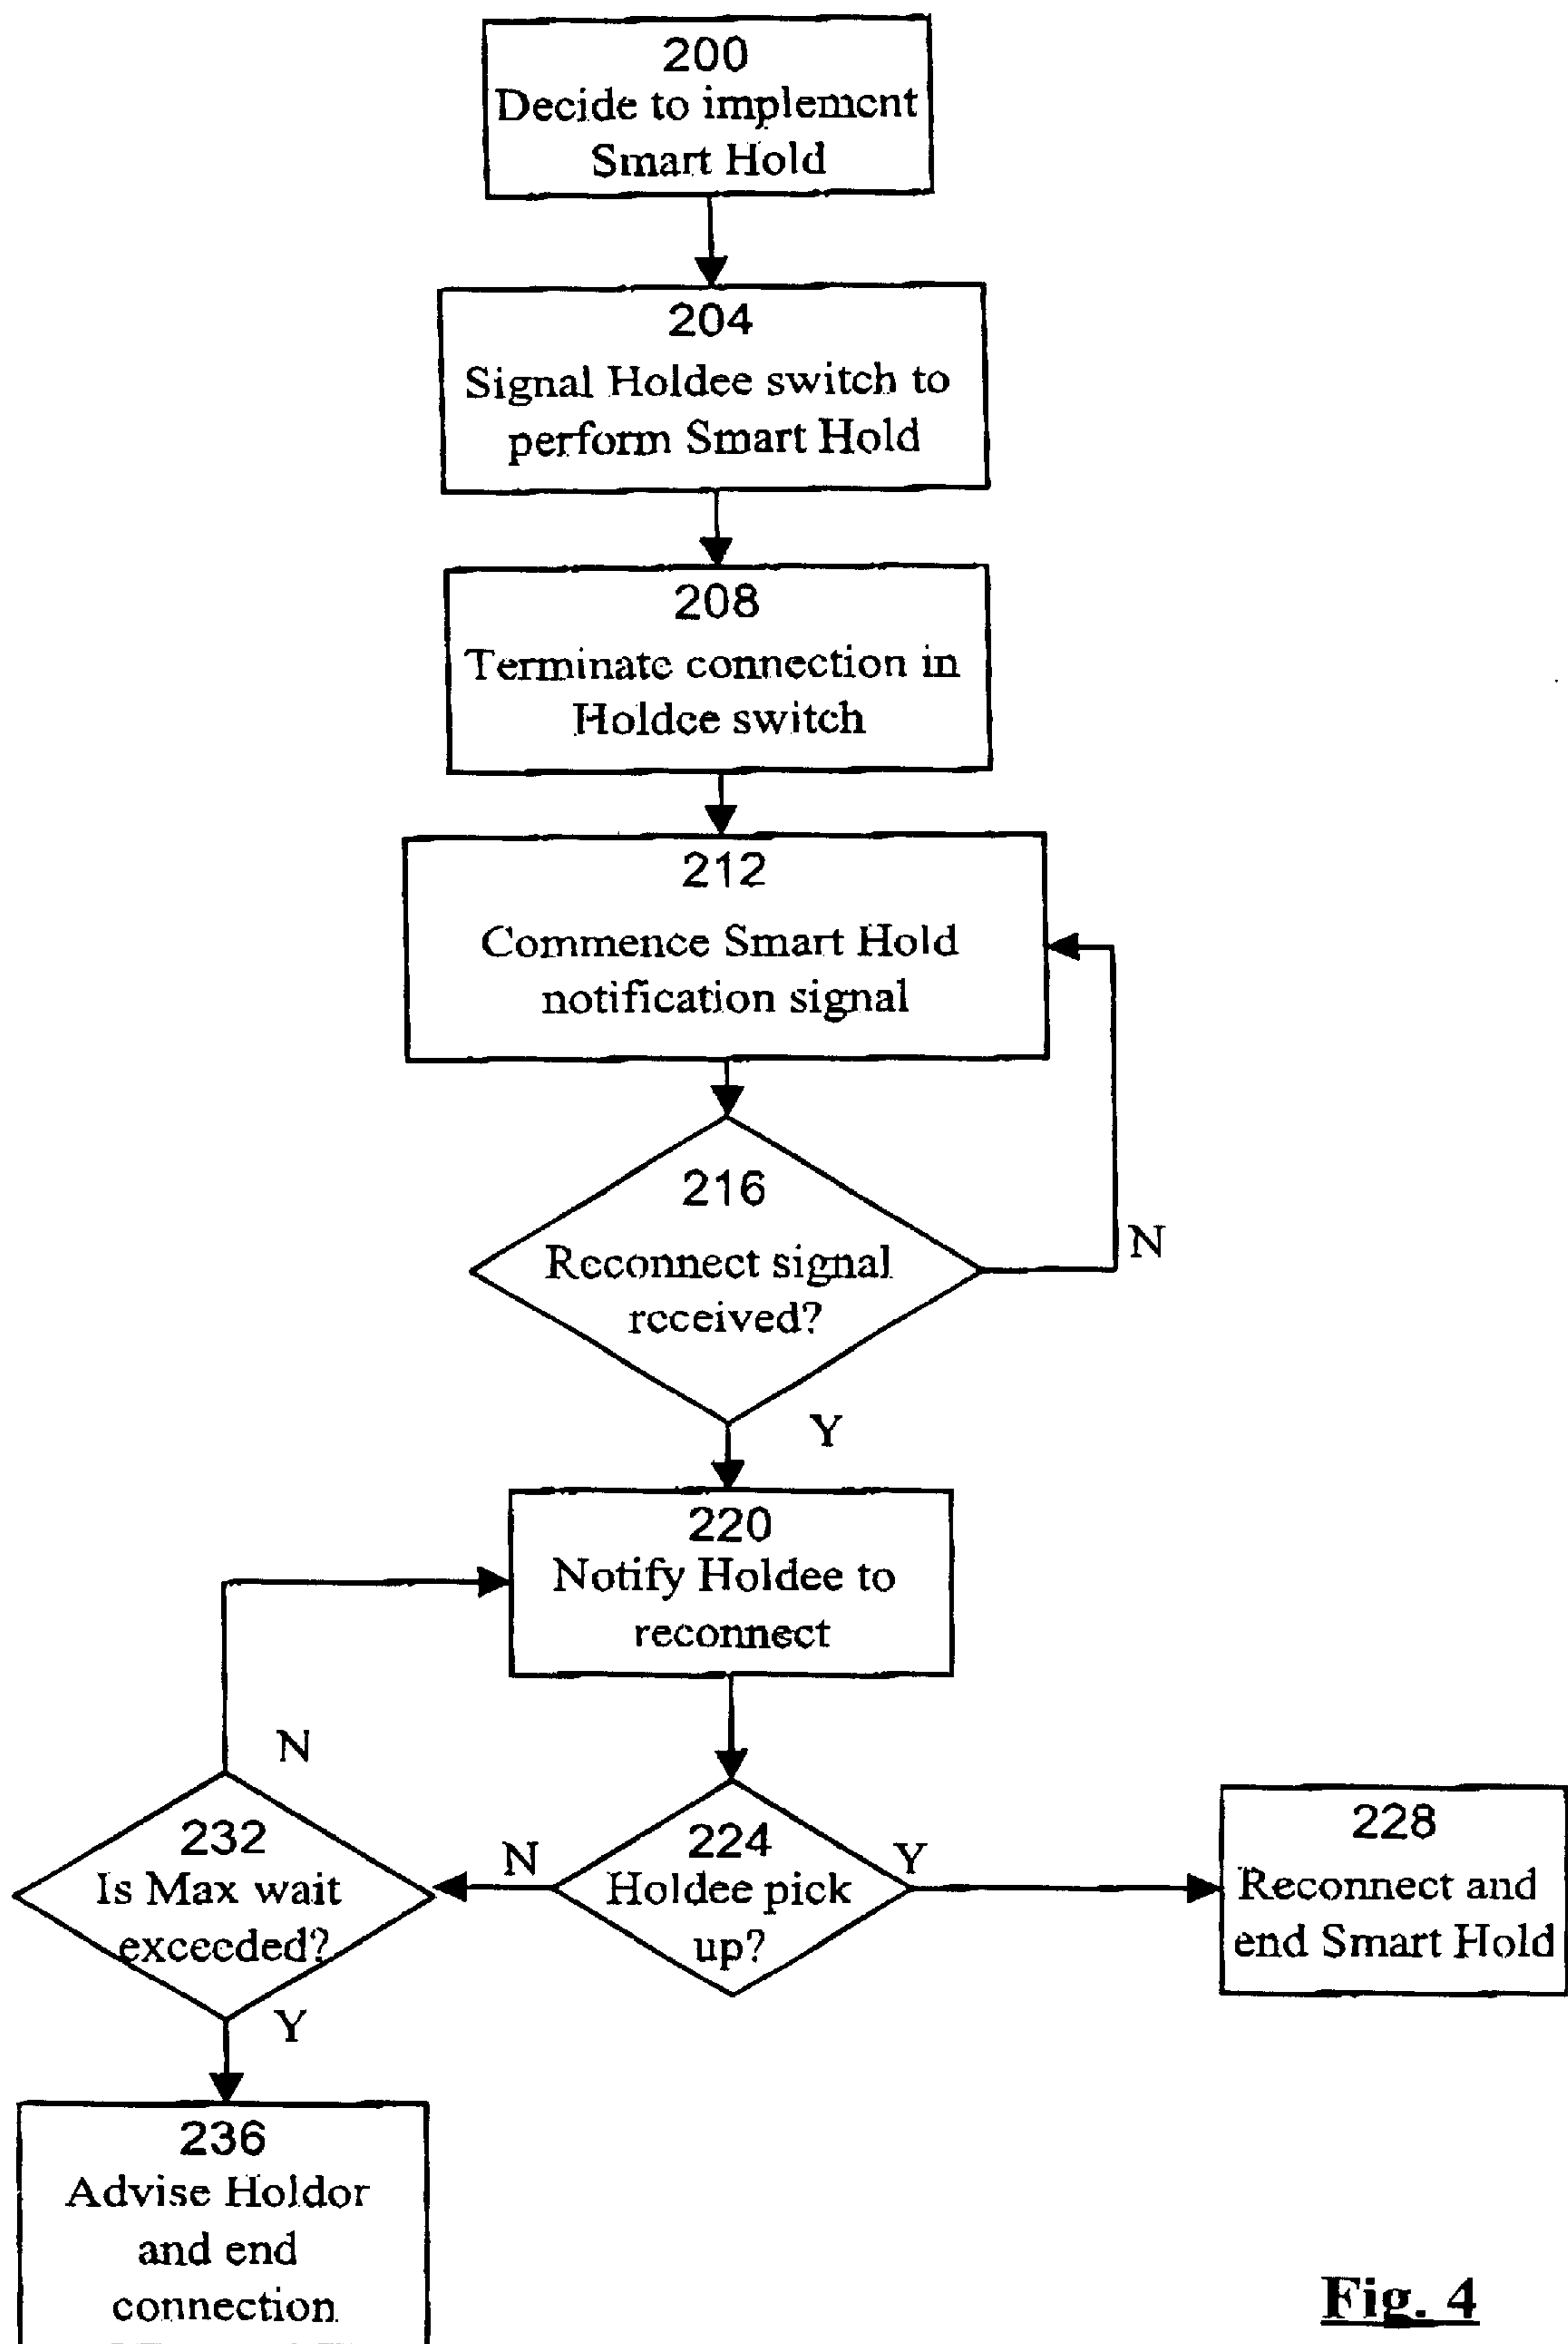 200
Decide to implement
Smart Hold
204
Signal Holdee switch to
perform Smart Hold
208
Terminate connection in
Holdee switch
212
Commence Smart Hold
notification signal
216
Reconnect signal
received?
N
Y
220
Notify Holdee to
reconnect
N
232
Is Max wait
exceeded?
N
224
Holdee pick
up?
Y
228
Reconnect and
end Smart Hold
Y
236
Advise Holdor
and end
connection
Fig. 4